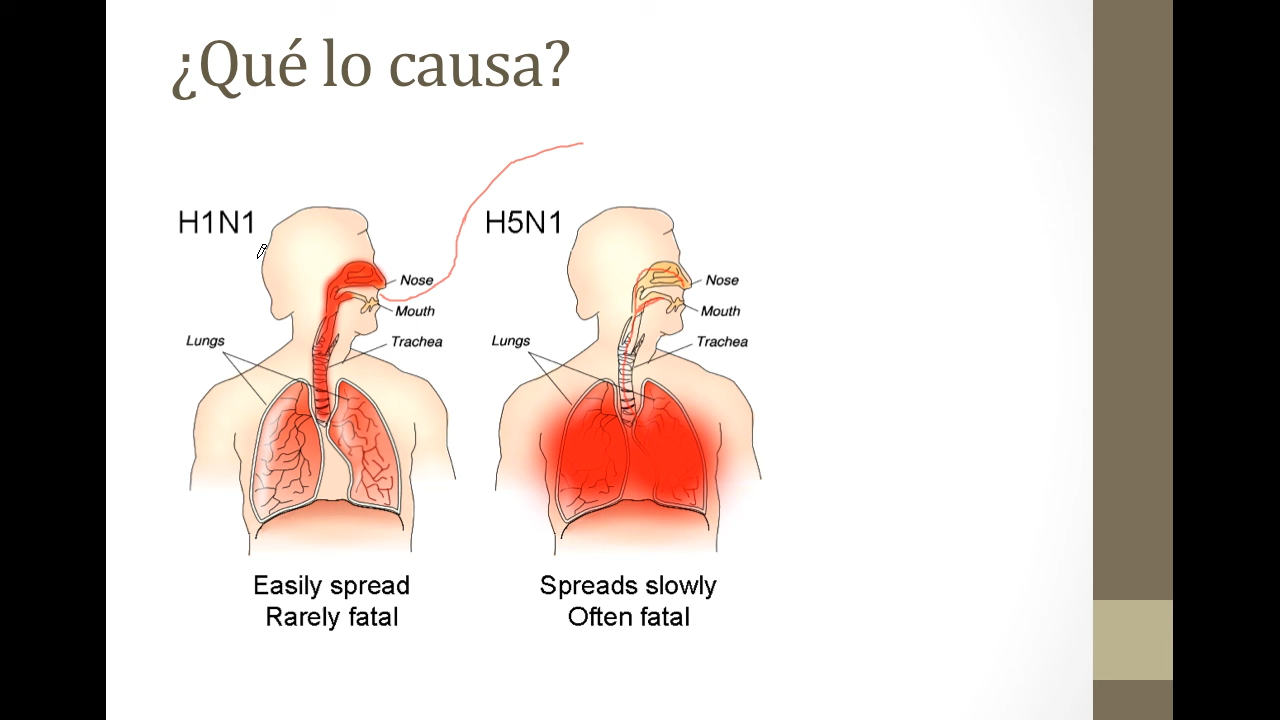 ¿Qué lo causa?
H1N1
Nose
Mouth
Trachea
Lungs
Easily spread
Rarely fatal
H5N1
Nose
Mouth
Trachea
Lungs
Spreads slowly
Often fatal